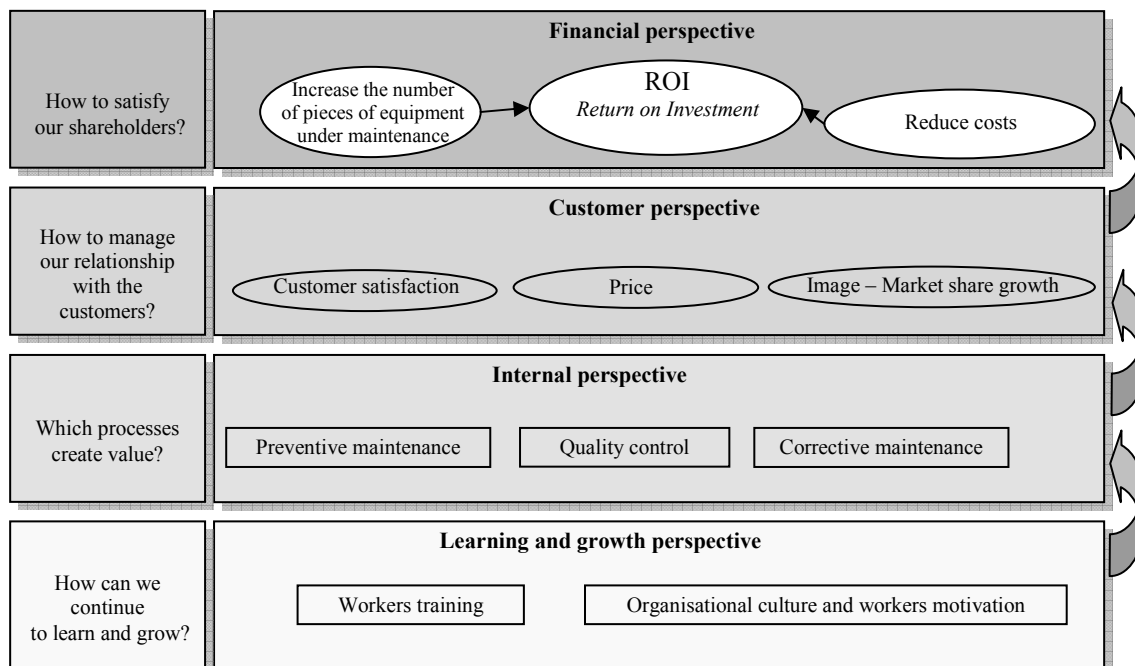 Financial perspective
How to satisfy
our shareholders?
Increase the number
of pieces of equipment
under maintenance
ROI
Return on Investment
Reduce costs
Customer perspective
How to manage
our relationship
with the
customers?
Customer satisfaction
Price
Image – Market share growth
Internal perspective
Which processes
create value?
Preventive maintenance
Quality control
Corrective maintenance
Learning and growth perspective
How can we
continue
to learn and grow?
Workers training
Organisational culture and workers motivation